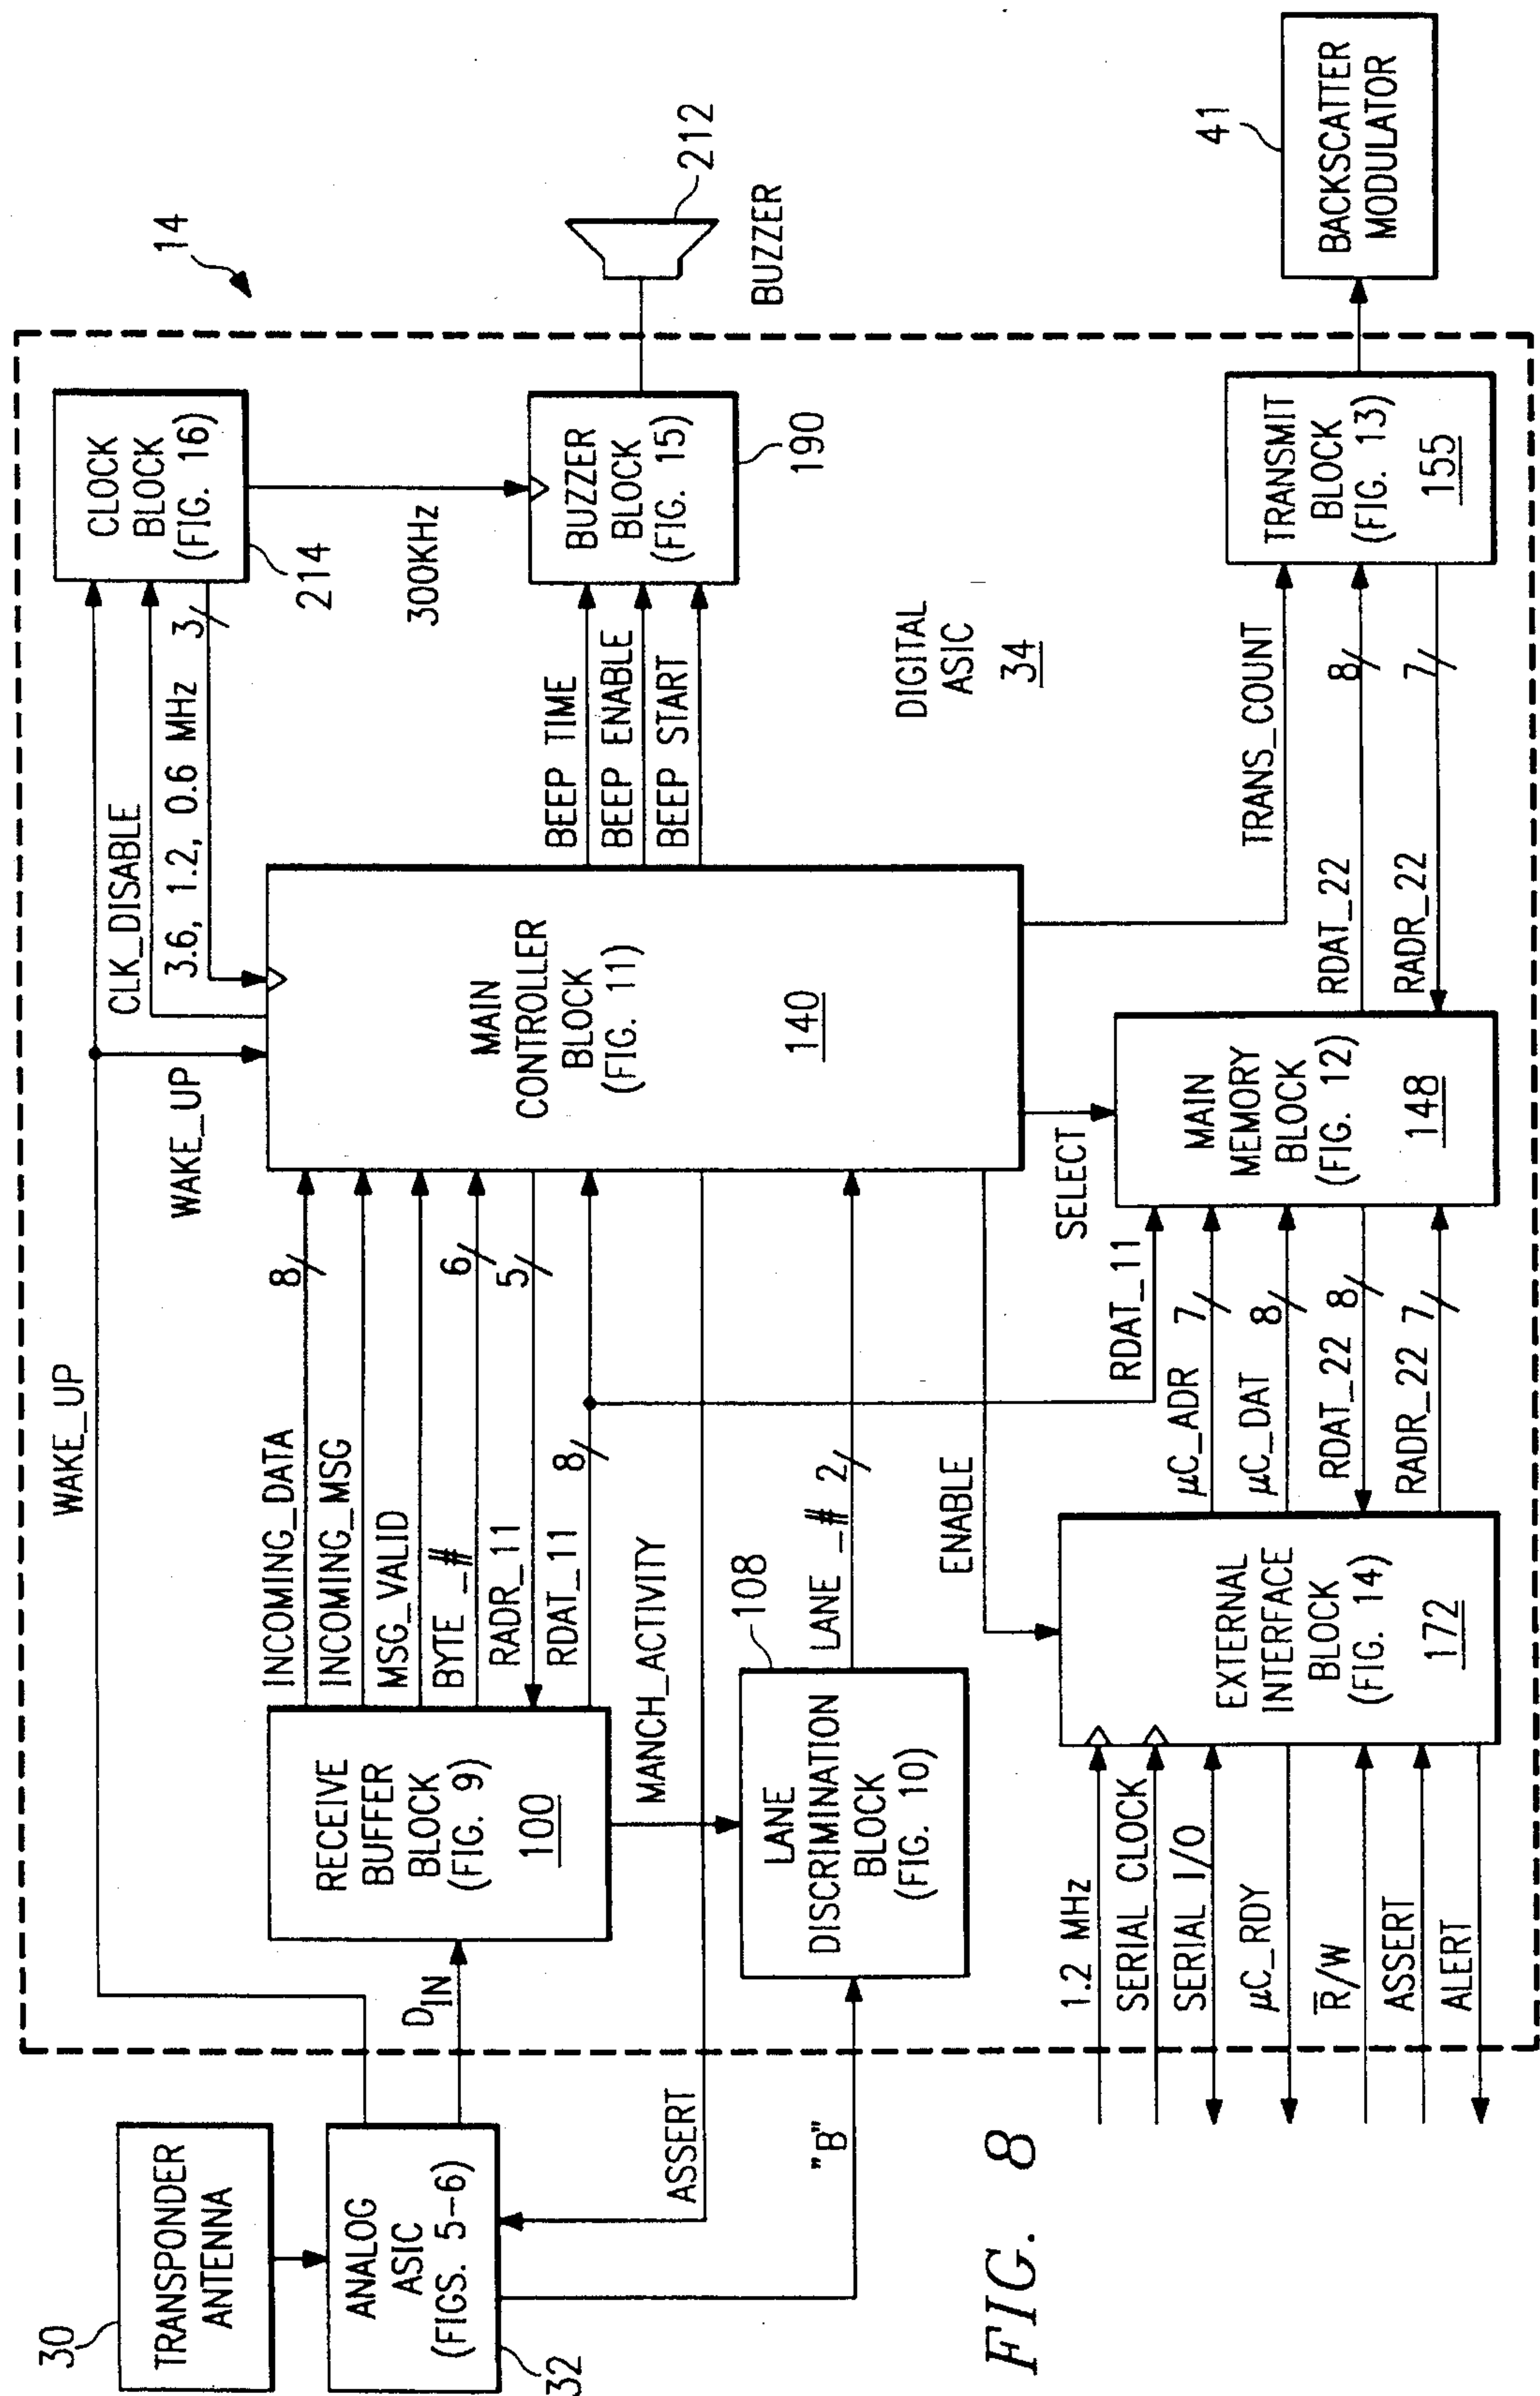 14
30
TRANSPONDER
ANTENNA
ANALOG
ASIC
(FIGS. 5-6)
32
WAKE_UP
WAKE_UP
CLK_DISABLE
3.6, 1.2, 0.6 MHz 3
CLOCK
BLOCK
(FIG. 16)
214
300KHz
D_IN
RECEIVE
BUFFER
BLOCK
(FIG. 9)
100
INCOMING_DATA 8
INCOMING_MSG
MSG_VALID
BYTE_# 6
RADR_11 5
RDAT_11 8
MAIN
CONTROLLER
BLOCK
(FIG. 11)
140
BEEP TIME
BEEP ENABLE
BEEP START
BUZZER
BLOCK
(FIG. 15)
190
212
BUZZER
MANCH_ACTIVITY
ASSERT
"B"
108
LANE
DISCRIMINATION
BLOCK
(FIG. 10)
LANE_# 2
DIGITAL
ASIC
34
ENABLE
SELECT
TRANS_COUNT
1.2 MHz
SERIAL CLOCK
SERIAL I/O
μC_RDY
R̅/W
ASSERT
ALERT
EXTERNAL
INTERFACE
BLOCK
(FIG. 14)
172
RDAT_11
μC_ADR 7
μC_DAT 8
RDAT_22 8
RADR_22 7
MAIN
MEMORY
BLOCK
(FIG. 12)
148
RDAT_22 8
RADR_22 7
TRANSMIT
BLOCK
(FIG. 13)
155
41
BACKSCATTER
MODULATOR
FIG. 8